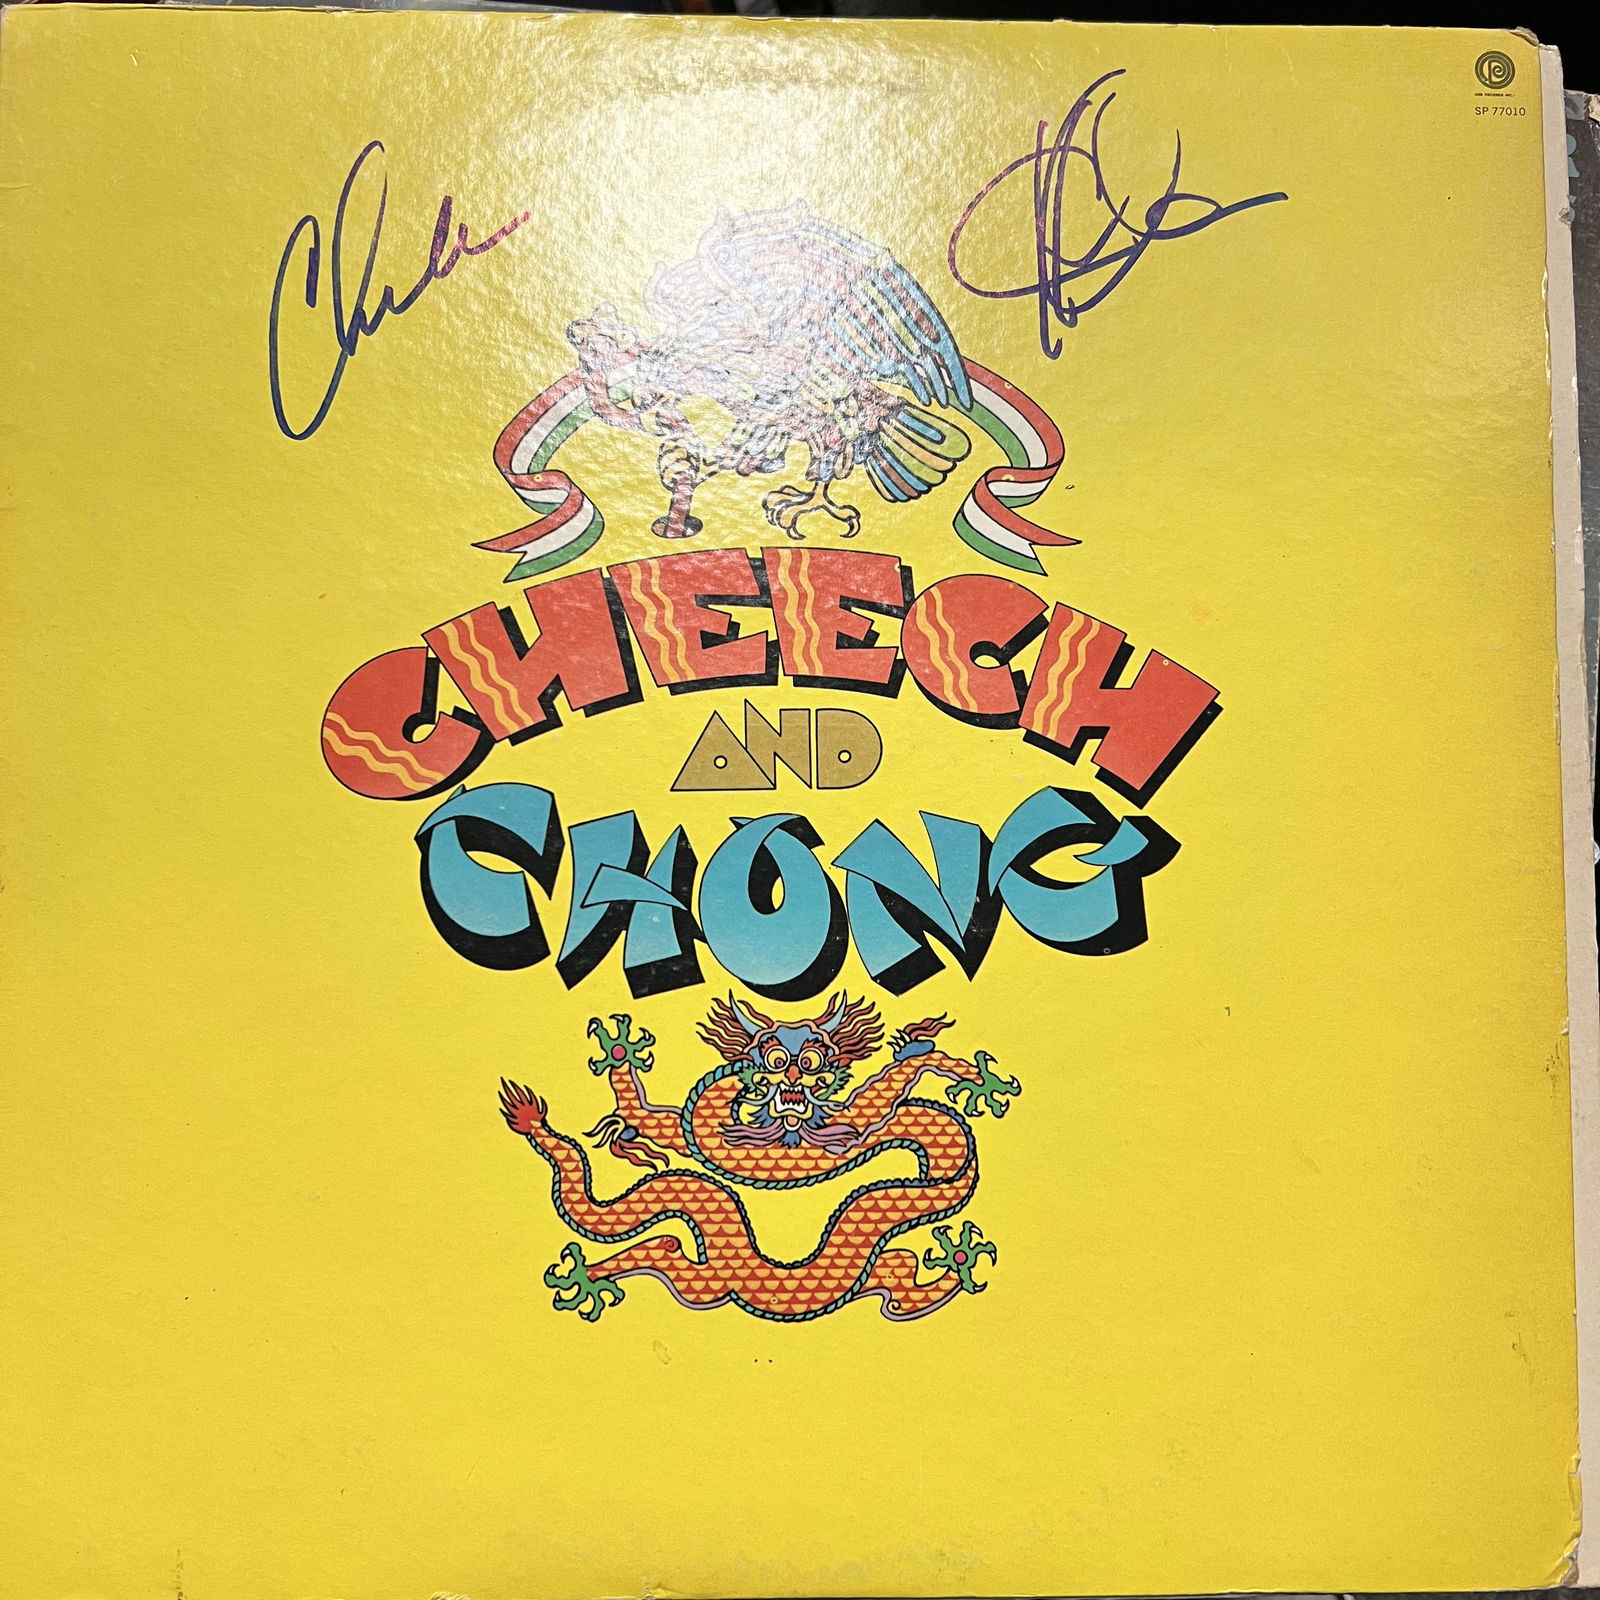 SP 77010
CHEECH
AND
CHONG